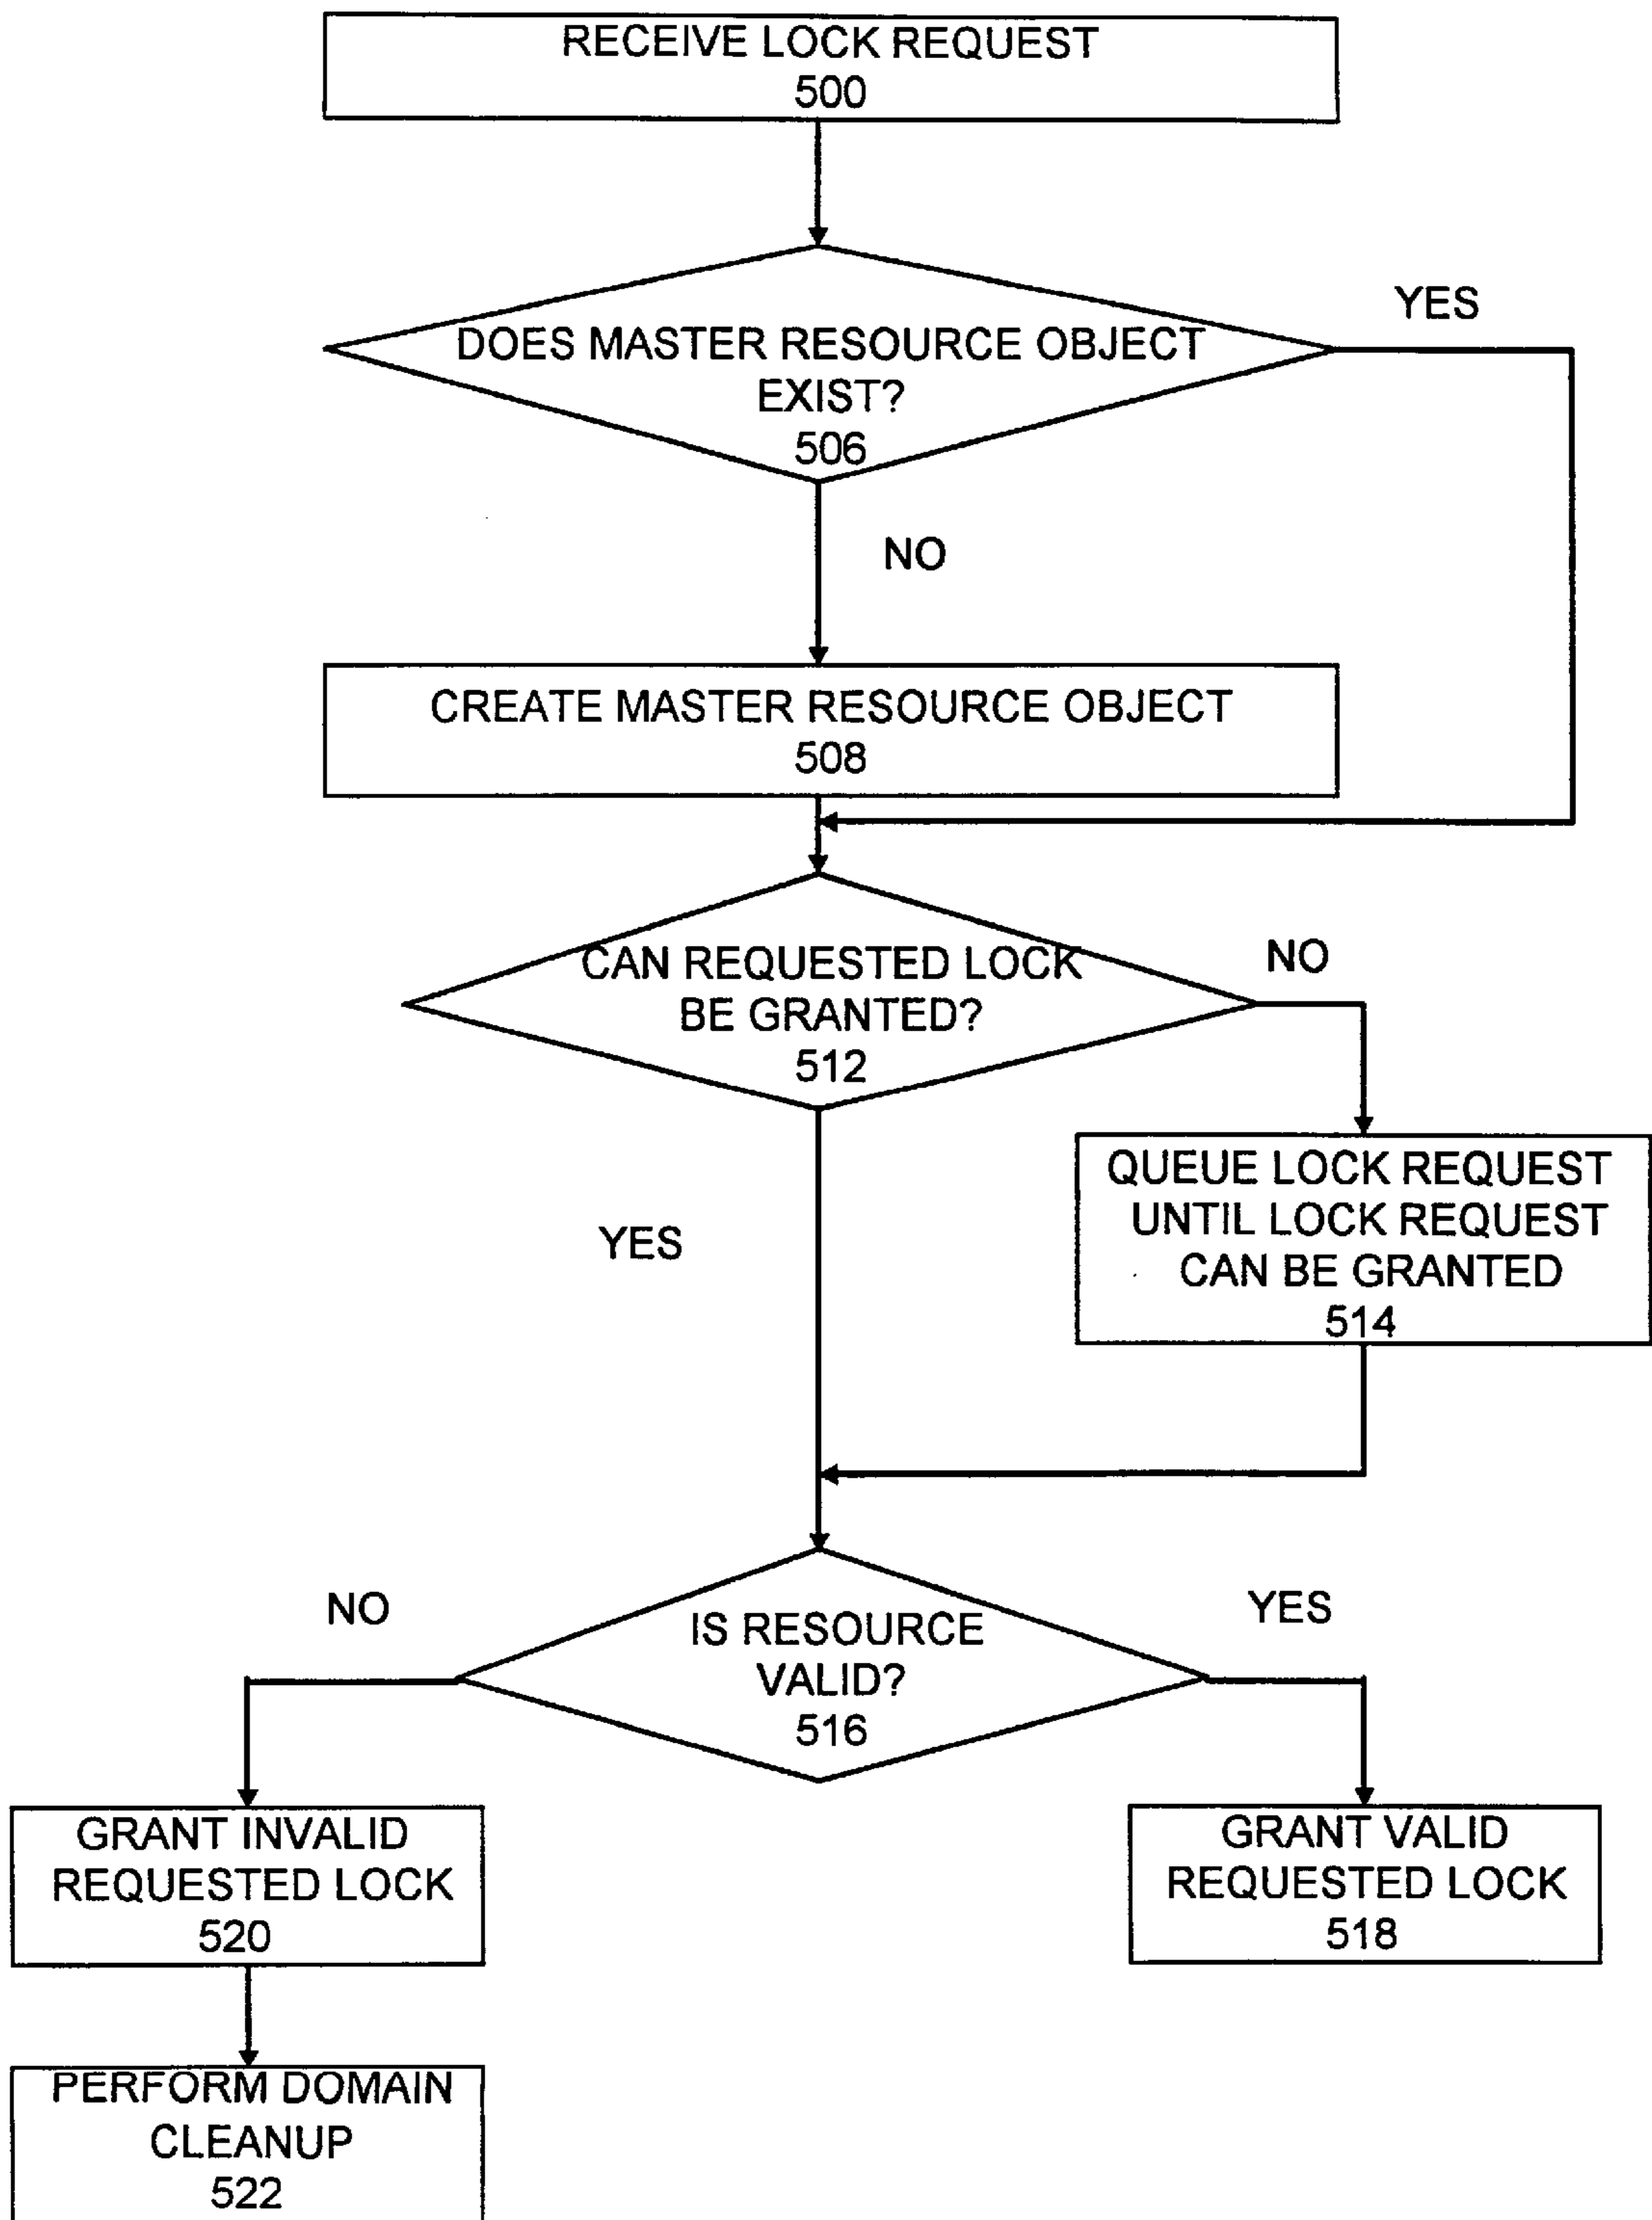 RECEIVE LOCK REQUEST
500
YES
DOES MASTER RESOURCE OBJECT
EXIST?
506
NO
CREATE MASTER RESOURCE OBJECT
508
CAN REQUESTED LOCK
BE GRANTED?
512
NO
QUEUE LOCK REQUEST
UNTIL LOCK REQUEST
CAN BE GRANTED
514
YES
NO
YES
IS RESOURCE
VALID?
516
GRANT INVALID
REQUESTED LOCK
520
GRANT VALID
REQUESTED LOCK
518
PERFORM DOMAIN
CLEANUP
522